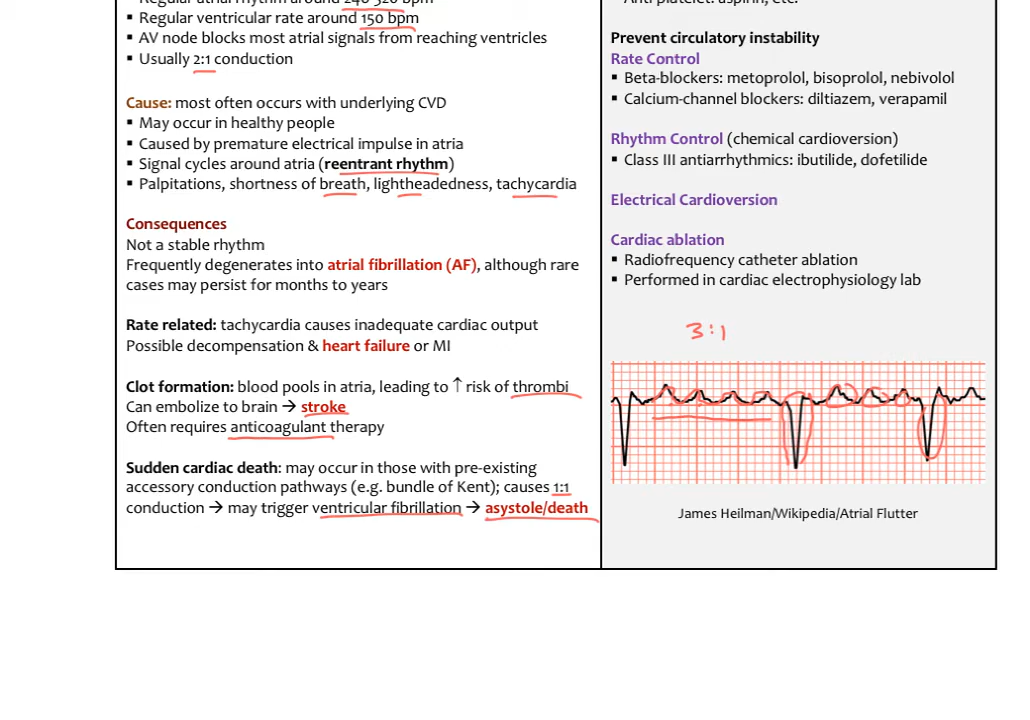 Regular atrial rhythm around bpm
▪ Regular ventricular rate around 150 bpm
▪ AV node blocks most atrial signals from reaching ventricles
▪ Usually 2:1 conduction
Cause: most often occurs with underlying CVD
▪ May occur in healthy people
▪ Caused by premature electrical impulse in atria
▪ Signal cycles around atria (reentrant rhythm)
▪ Palpitations, shortness of breath, lightheadedness, tachycardia
Consequences
Not a stable rhythm
Frequently degenerates into atrial fibrillation (AF), although rare
cases may persist for months to years
Rate related: tachycardia causes inadequate cardiac output
Possible decompensation & heart failure or MI
Clot formation: blood pools in atria, leading to ↑ risk of thrombi
Can embolize to brain → stroke
Often requires anticoagulant therapy
Sudden cardiac death: may occur in those with pre-existing
accessory conduction pathways (e.g. bundle of Kent); causes 1:1
conduction → may trigger ventricular fibrillation → asystole/death
Anti platelet: aspirin, etc.
Prevent circulatory instability
Rate Control
▪ Beta-blockers: metoprolol, bisoprolol, nebivolol
▪ Calcium-channel blockers: diltiazem, verapamil
Rhythm Control (chemical cardioversion)
▪ Class III antiarrhythmics: ibutilide, dofetilide
Electrical Cardioversion
Cardiac ablation
▪ Radiofrequency catheter ablation
▪ Performed in cardiac electrophysiology lab
3:1
James Heilman/Wikipedia/Atrial Flutter